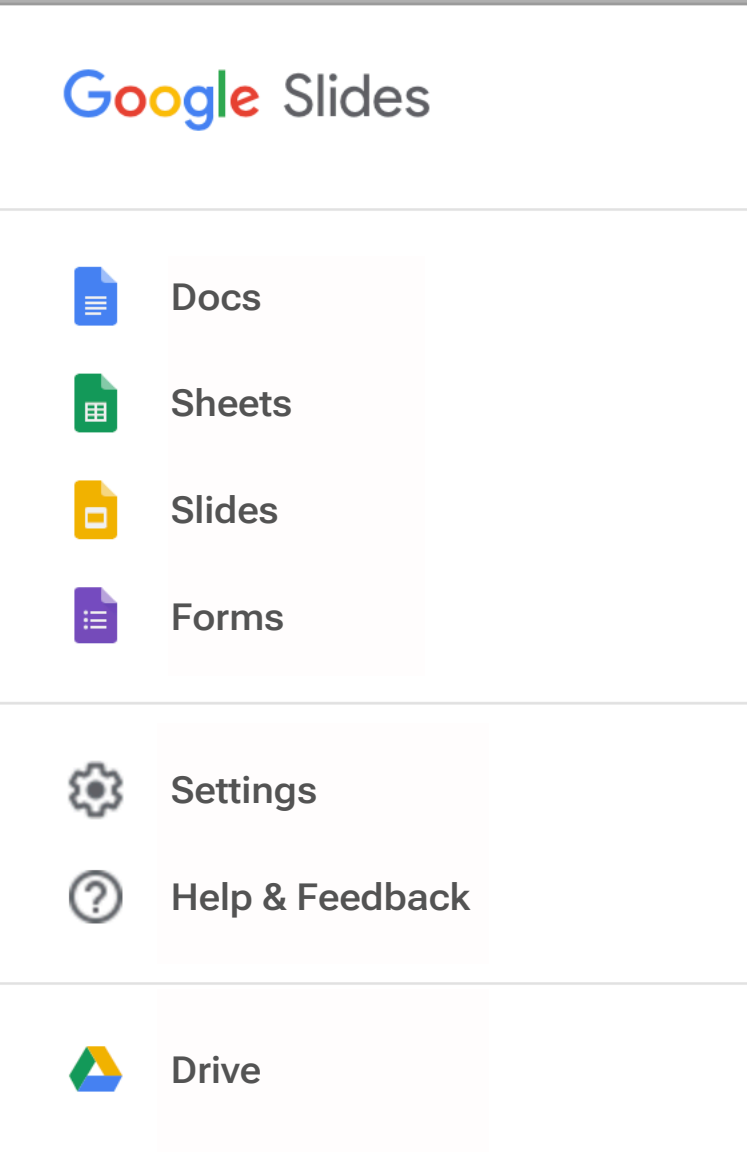 Google Slides
Docs
Sheets
Slides
Forms
Settings
Help & Feedback
Drive